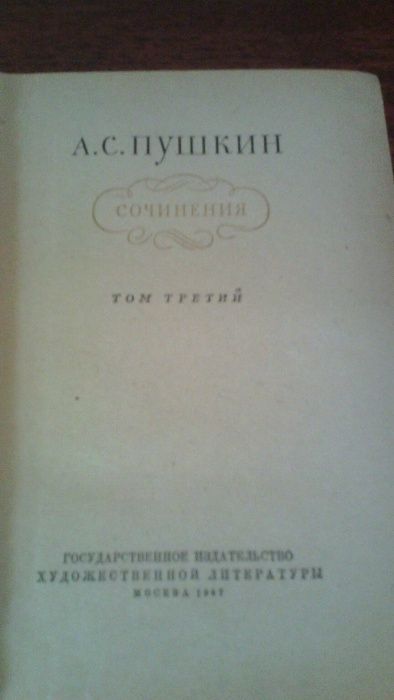 А.С.ПУШКИН
СОЧИНЕНИЯ
ТОМ ТРЕТИЙ
ГОСУДАРСТВЕННОЕ ИЗДАТЕЛЬСТВО
ХУДОЖЕСТВЕННОЙ ЛИТЕРАТУРЫ
МОСКВА